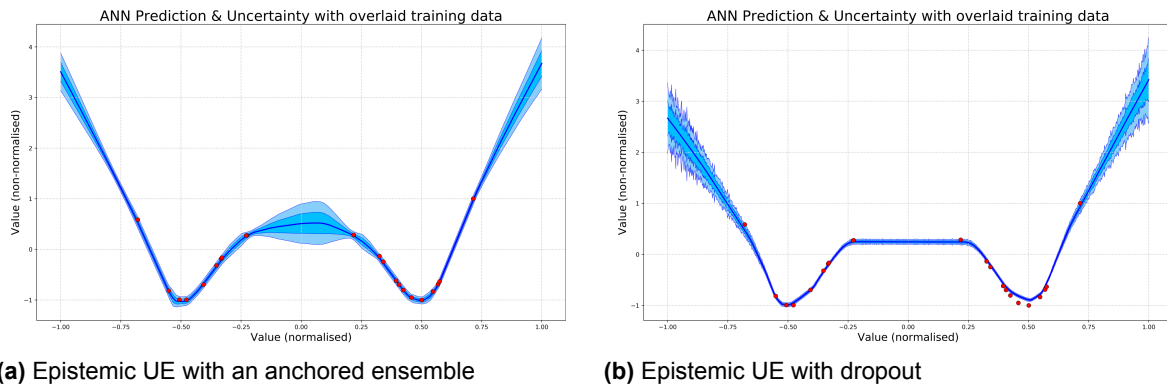 ANN Prediction & Uncertainty with overlaid training data
4
3
2
1
0
−1
−1.00 −0.75 −0.50 −0.25 0.00 0.25 0.50 0.75 1.00
Value (normalised)
Value (non-normalised)
(a) Epistemic UE with an anchored ensemble
ANN Prediction & Uncertainty with overlaid training data
4
3
2
1
0
−1
−1.00 −0.75 −0.50 −0.25 0.00 0.25 0.50 0.75 1.00
Value (normalised)
Value (non-normalised)
(b) Epistemic UE with dropout